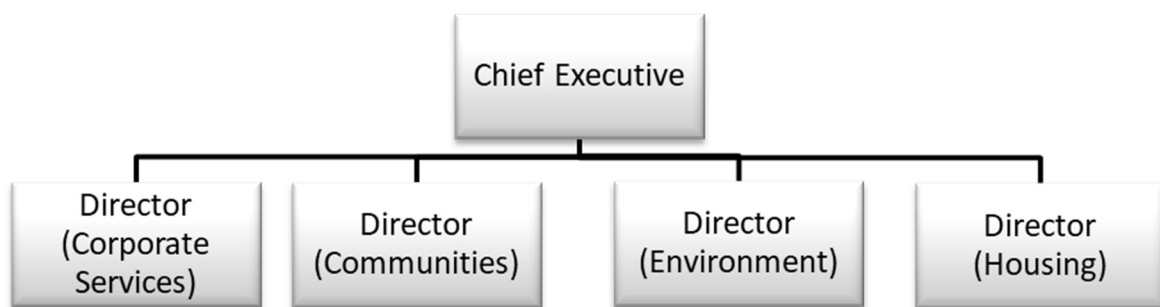 Chief Executive
Director
(Corporate
Services)
Director
(Communities)
Director
(Environment)
Director
(Housing)